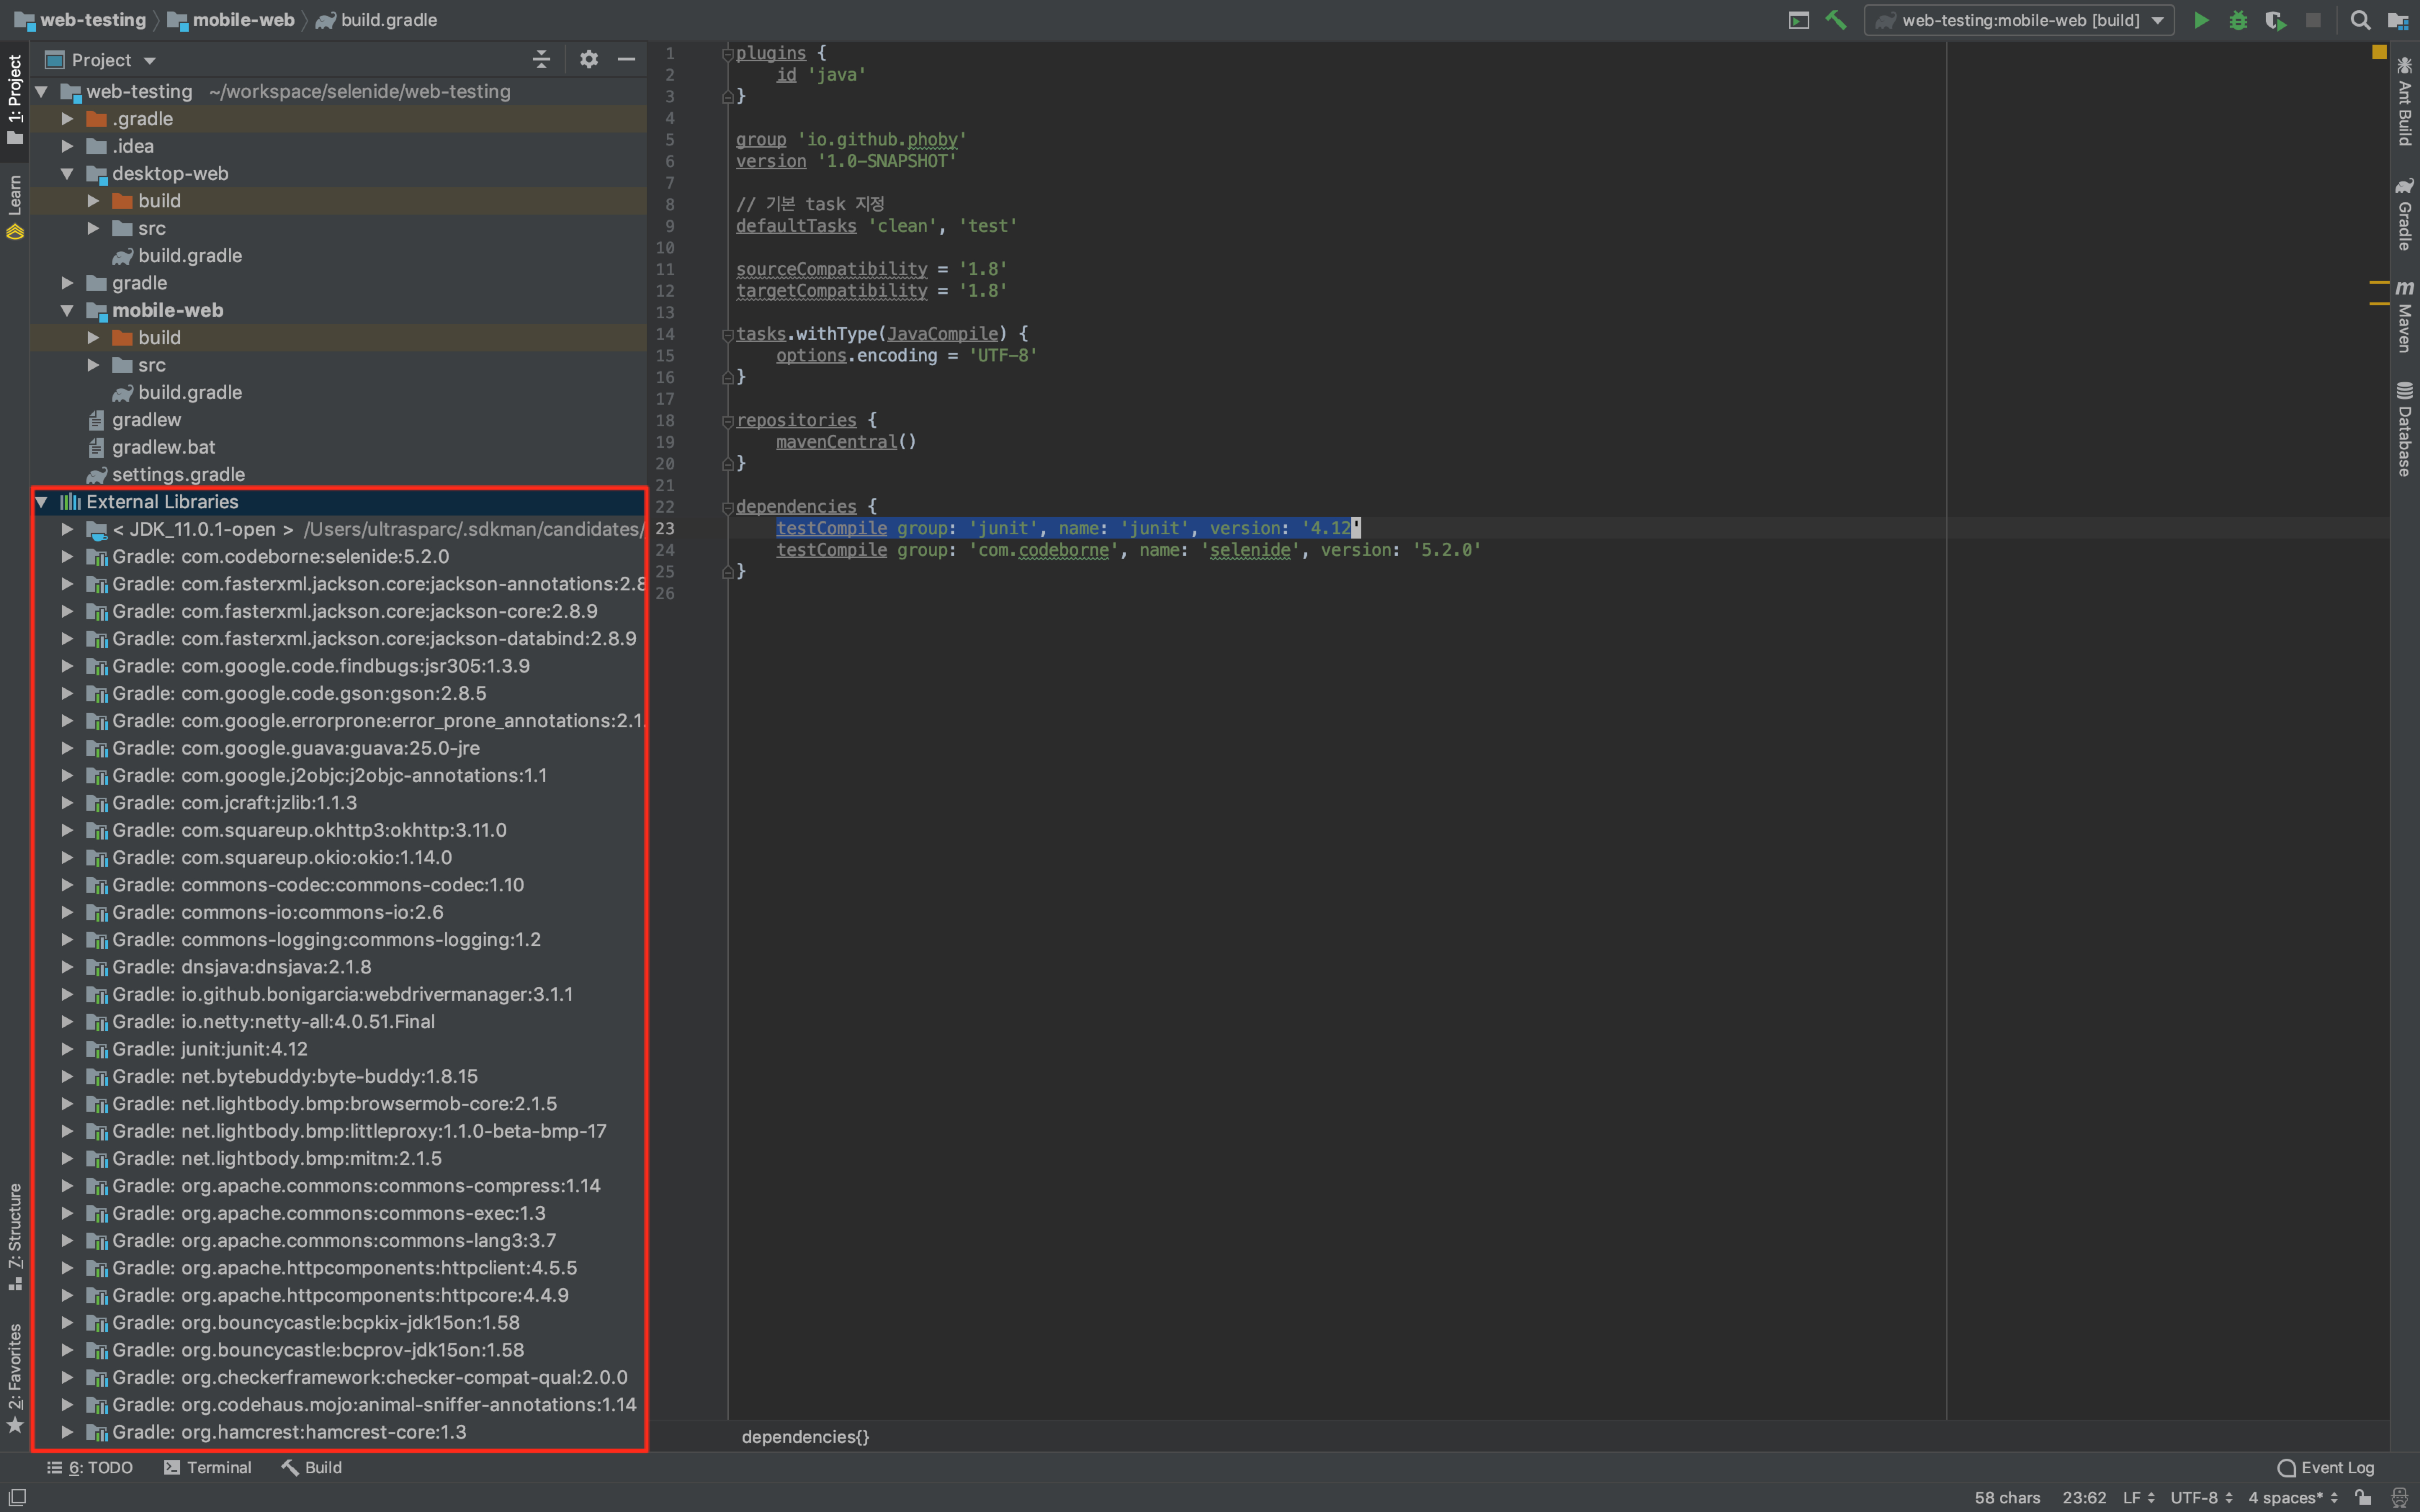 web-testing mobile-web build.gradle
web-testing:mobile-web [build]
1: Project
Learn
7: Structure
2: Favorites
Project
web-testing ~/workspace/selenide/web-testing
.gradle
.idea
desktop-web
build
src
build.gradle
gradle
mobile-web
build
src
build.gradle
gradlew
gradlew.bat
settings.gradle
External Libraries
< JDK_11.0.1-open > /Users/ultrasparc/.sdkman/candidates/
Gradle: com.codeborne:selenide:5.2.0
Gradle: com.fasterxml.jackson.core:jackson-annotations:2.8
Gradle: com.fasterxml.jackson.core:jackson-core:2.8.9
Gradle: com.fasterxml.jackson.core:jackson-databind:2.8.9
Gradle: com.google.code.findbugs:jsr305:1.3.9
Gradle: com.google.code.gson:gson:2.8.5
Gradle: com.google.errorprone:error_prone_annotations:2.1.
Gradle: com.google.guava:guava:25.0-jre
Gradle: com.google.j2objc:j2objc-annotations:1.1
Gradle: com.jcraft:jzlib:1.1.3
Gradle: com.squareup.okhttp3:okhttp:3.11.0
Gradle: com.squareup.okio:okio:1.14.0
Gradle: commons-codec:commons-codec:1.10
Gradle: commons-io:commons-io:2.6
Gradle: commons-logging:commons-logging:1.2
Gradle: dnsjava:dnsjava:2.1.8
Gradle: io.github.bonigarcia:webdrivermanager:3.1.1
Gradle: io.netty:netty-all:4.0.51.Final
Gradle: junit:junit:4.12
Gradle: net.bytebuddy:byte-buddy:1.8.15
Gradle: net.lightbody.bmp:browsermob-core:2.1.5
Gradle: net.lightbody.bmp:littleproxy:1.1.0-beta-bmp-17
Gradle: net.lightbody.bmp:mitm:2.1.5
Gradle: org.apache.commons:commons-compress:1.14
Gradle: org.apache.commons:commons-exec:1.3
Gradle: org.apache.commons:commons-lang3:3.7
Gradle: org.apache.httpcomponents:httpclient:4.5.5
Gradle: org.apache.httpcomponents:httpcore:4.4.9
Gradle: org.bouncycastle:bcpkix-jdk15on:1.58
Gradle: org.bouncycastle:bcprov-jdk15on:1.58
Gradle: org.checkerframework:checker-compat-qual:2.0.0
Gradle: org.codehaus.mojo:animal-sniffer-annotations:1.14
Gradle: org.hamcrest:hamcrest-core:1.3
1 plugins {
2 id 'java'
3 }
4
5 group 'io.github.phoby'
6 version '1.0-SNAPSHOT'
7
8 // 기본 task 지정
9 defaultTasks 'clean', 'test'
10
11 sourceCompatibility = '1.8'
12 targetCompatibility = '1.8'
13
14 tasks.withType(JavaCompile) {
15 options.encoding = 'UTF-8'
16 }
17
18 repositories {
19 mavenCentral()
20 }
21
22 dependencies {
23 testCompile group: 'junit', name: 'junit', version: '4.12'
24 testCompile group: 'com.codeborne', name: 'selenide', version: '5.2.0'
25 }
26
dependencies{}
Ant Build
Gradle
m Maven
Database
6: TODO Terminal Build
Event Log
58 chars 23:62 LF UTF-8 4 spaces*